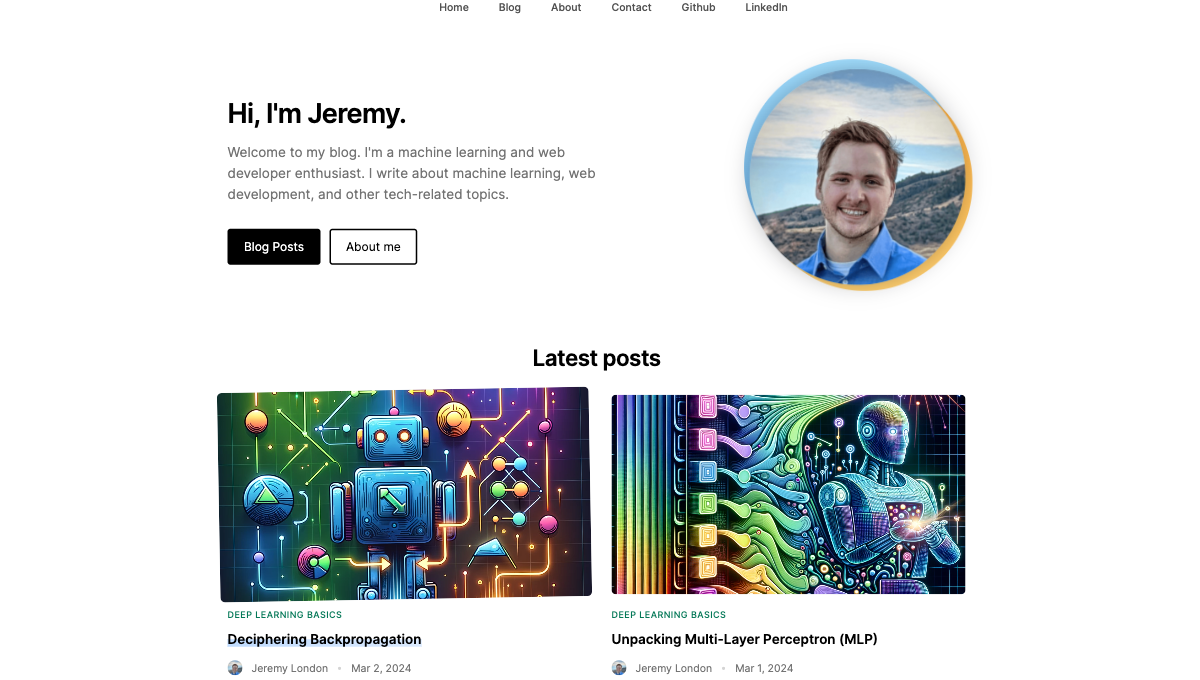 Home Blog About Contact Github LinkedIn
Hi, I'm Jeremy.
Welcome to my blog. I'm a machine learning and web
developer enthusiast. I write about machine learning, web
development, and other tech-related topics.
Blog Posts About me
Latest posts
DEEP LEARNING BASICS
Deciphering Backpropagation
Jeremy London • Mar 2, 2024
DEEP LEARNING BASICS
Unpacking Multi-Layer Perceptron (MLP)
Jeremy London • Mar 1, 2024